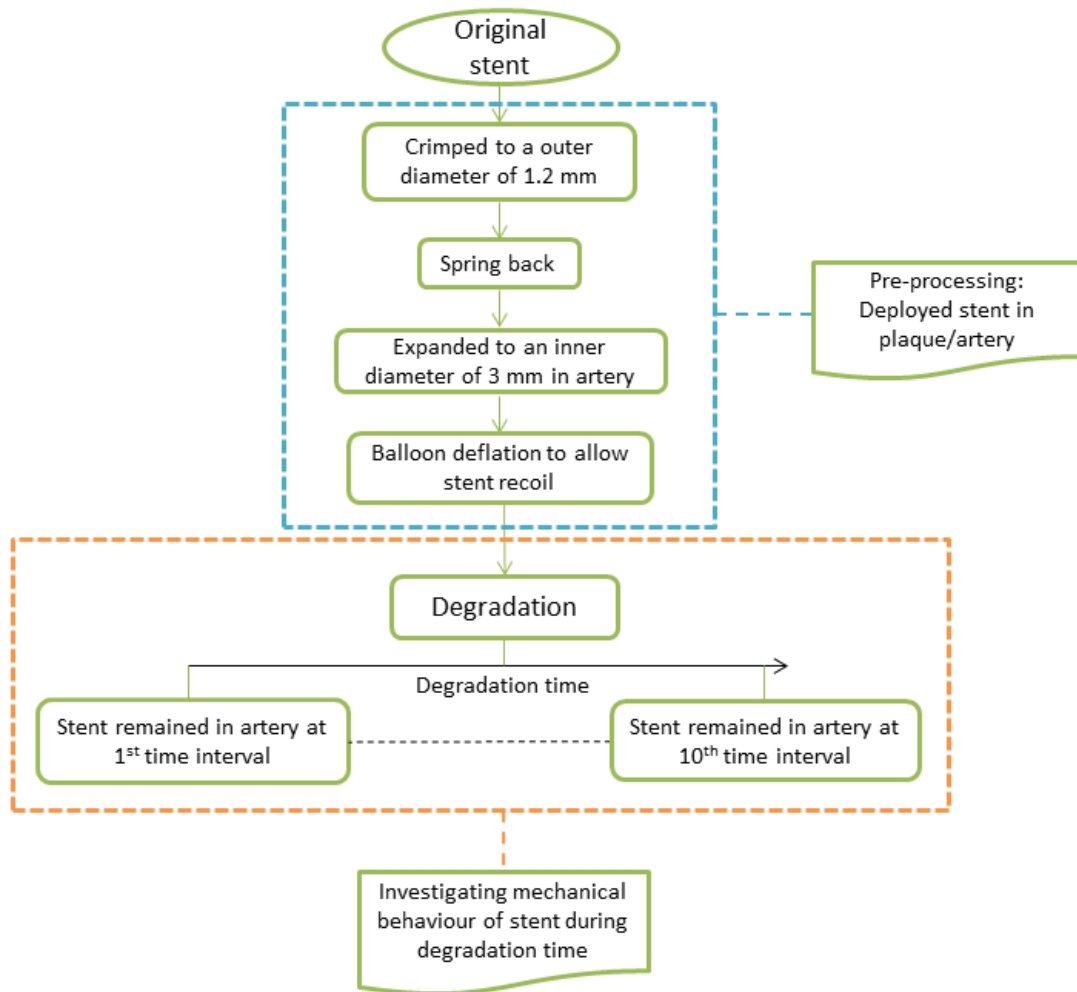 Original
stent
Crimped to a outer
diameter of 1.2 mm
Spring back
Expanded to an inner
diameter of 3 mm in artery
Balloon deflation to allow
stent recoil
Pre-processing:
Deployed stent in
plaque/artery
Degradation
Degradation time
Stent remained in artery at
1st time interval
Stent remained in artery at
10th time interval
Investigating mechanical
behaviour of stent during
degradation time